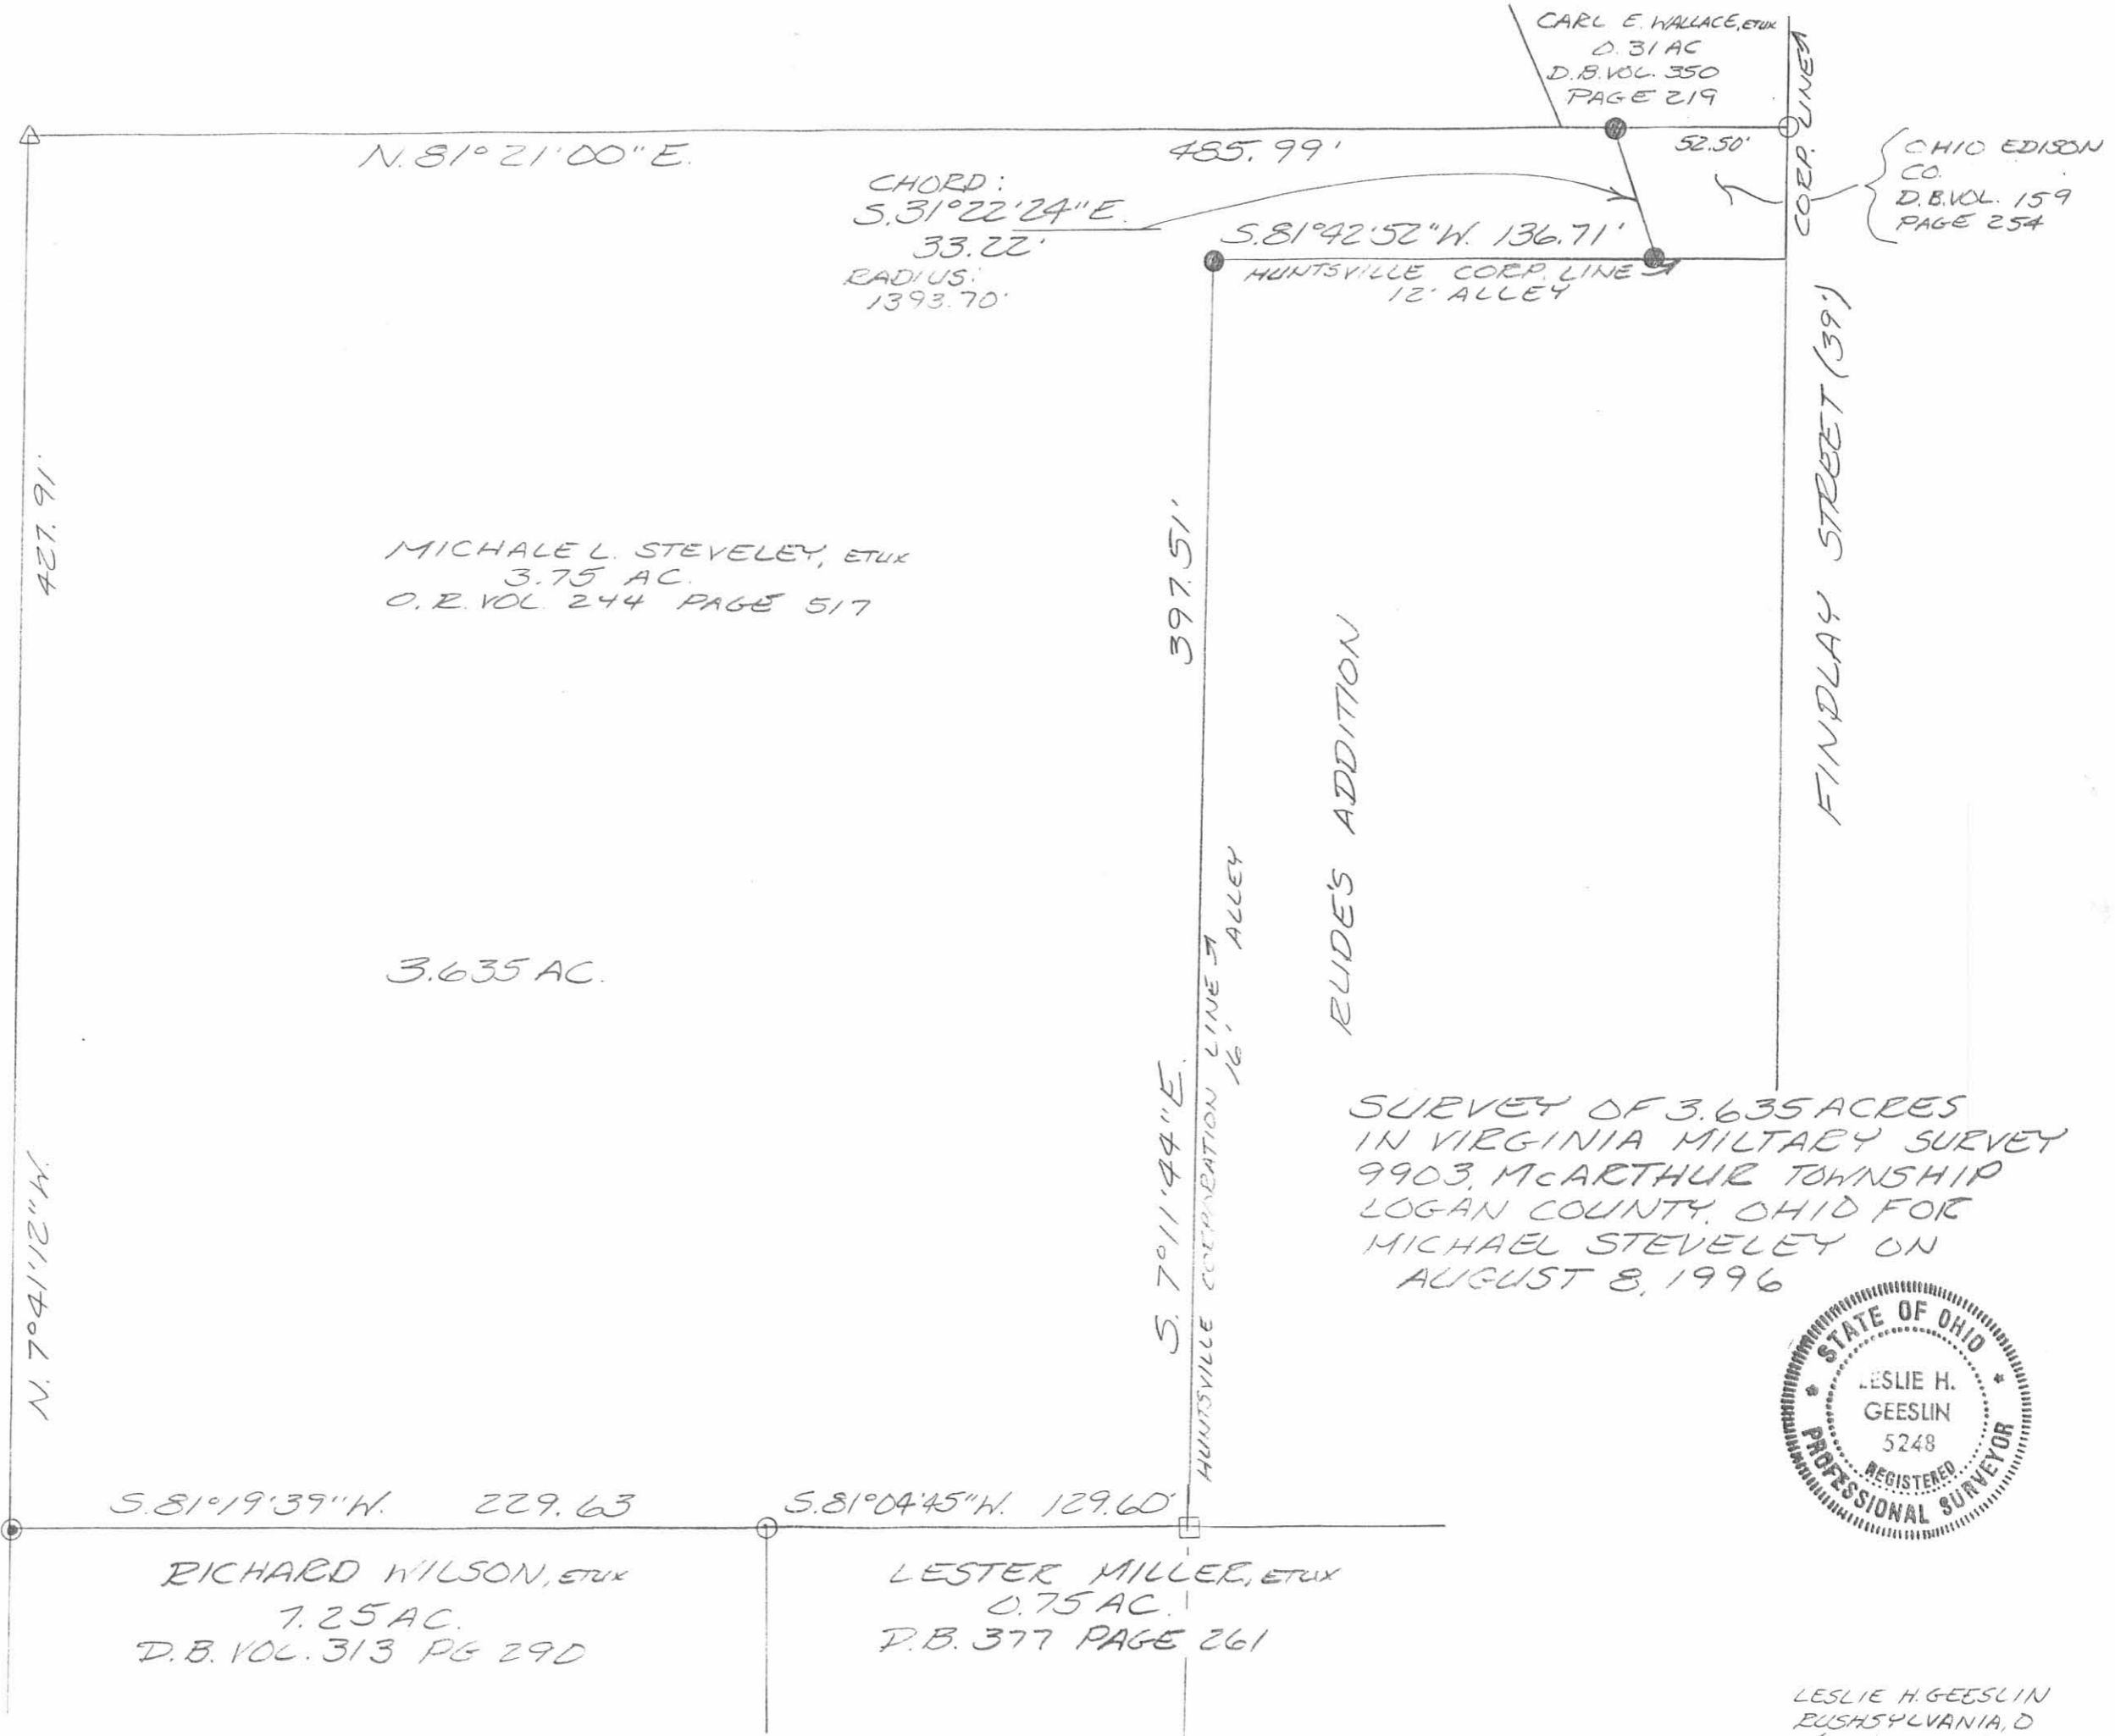 CARL E. WALLACE, ETUX
0.31 AC
D.B. VOL. 350
PAGE 219
CORP. LINE
N. 81° 21' 00" E.
485.99'
52.50'
OHIO EDISON
CO.
D.B. VOL. 159
PAGE 254
CHORD:
S. 31° 22' 24" E.
33.22'
RADIUS:
1393.70'
S. 81° 42' 52" W. 136.71'
HUNTSVILLE CORP. LINE
12' ALLEY
FINDLAY STREET (39')
427.91'
N. 7° 41' 12" W.
MICHALE L. STEVELEY, ETUX
3.75 AC.
O.R. VOL. 244 PAGE 517
3.635 AC.
397.51'
S. 7° 11' 44" E.
HUNTSVILLE CORPARATION LINE
16' ALLEY
RUDE'S ADDITION
SURVEY OF 3.635 ACRES
IN VIRGINIA MILTARY SURVEY
9903, McARTHUR TOWNSHIP
LOGAN COUNTY, OHIO FOR
MICHAEL STEVELEY ON
AUGUST 8, 1996
STATE OF OHIO
LESLIE H.
GEESLIN
5248
REGISTERED
PROFESSIONAL SURVEYOR
S. 81° 19' 39" W. 229.63
S. 81° 04' 45" W. 129.60'
RICHARD WILSON, ETUX
7.25 AC.
D.B. VOL. 313 PG 290
LESTER MILLER, ETUX
0.75 AC.
D.B. 377 PAGE 261
LESLIE H. GEESLIN
RUSHSYLVANIA, O